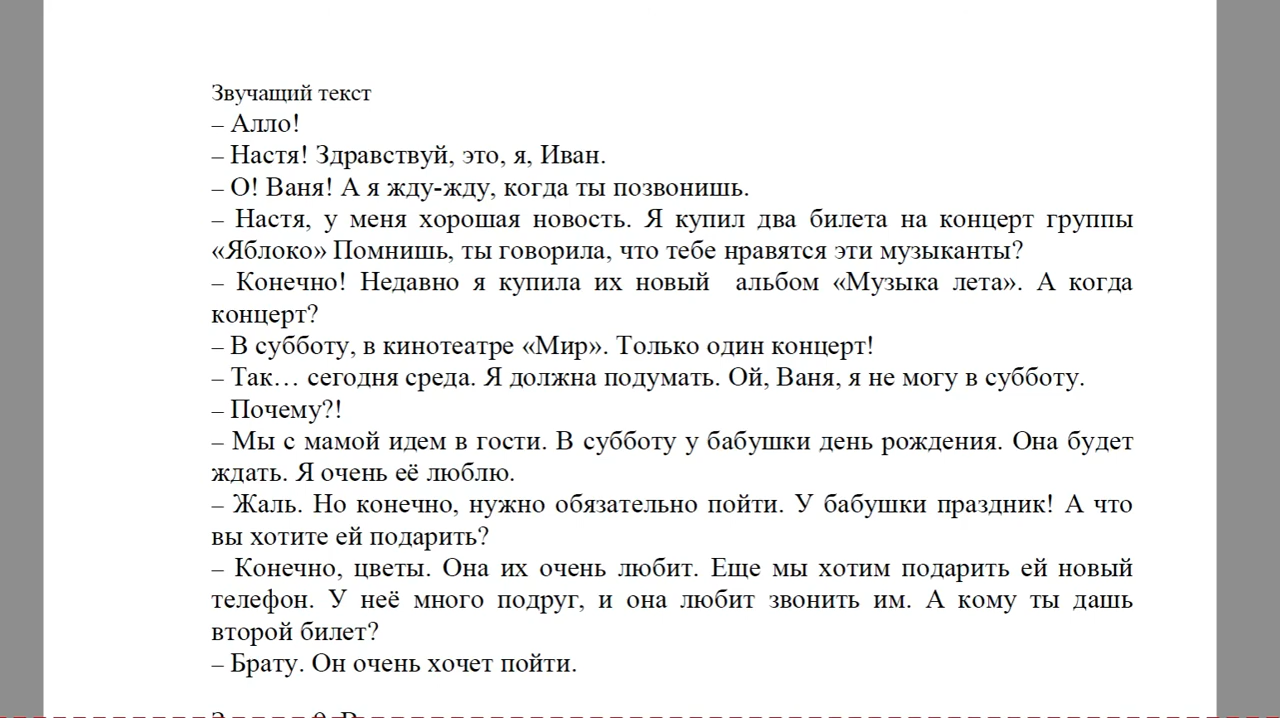 Звучащий текст
– Алло!
– Настя! Здравствуй, это, я, Иван.
– О! Ваня! А я жду-жду, когда ты позвонишь.
– Настя, у меня хорошая новость. Я купил два билета на концерт группы
«Яблоко» Помнишь, ты говорила, что тебе нравятся эти музыканты?
– Конечно! Недавно я купила их новый  альбом «Музыка лета». А когда
концерт?
– В субботу, в кинотеатре «Мир». Только один концерт!
– Так… сегодня среда. Я должна подумать. Ой, Ваня, я не могу в субботу.
– Почему?!
– Мы с мамой идем в гости. В субботу у бабушки день рождения. Она будет
ждать. Я очень её люблю.
– Жаль. Но конечно, нужно обязательно пойти. У бабушки праздник! А что
вы хотите ей подарить?
– Конечно, цветы. Она их очень любит. Еще мы хотим подарить ей новый
телефон. У неё много подруг, и она любит звонить им. А кому ты дашь
второй билет?
– Брату. Он очень хочет пойти.